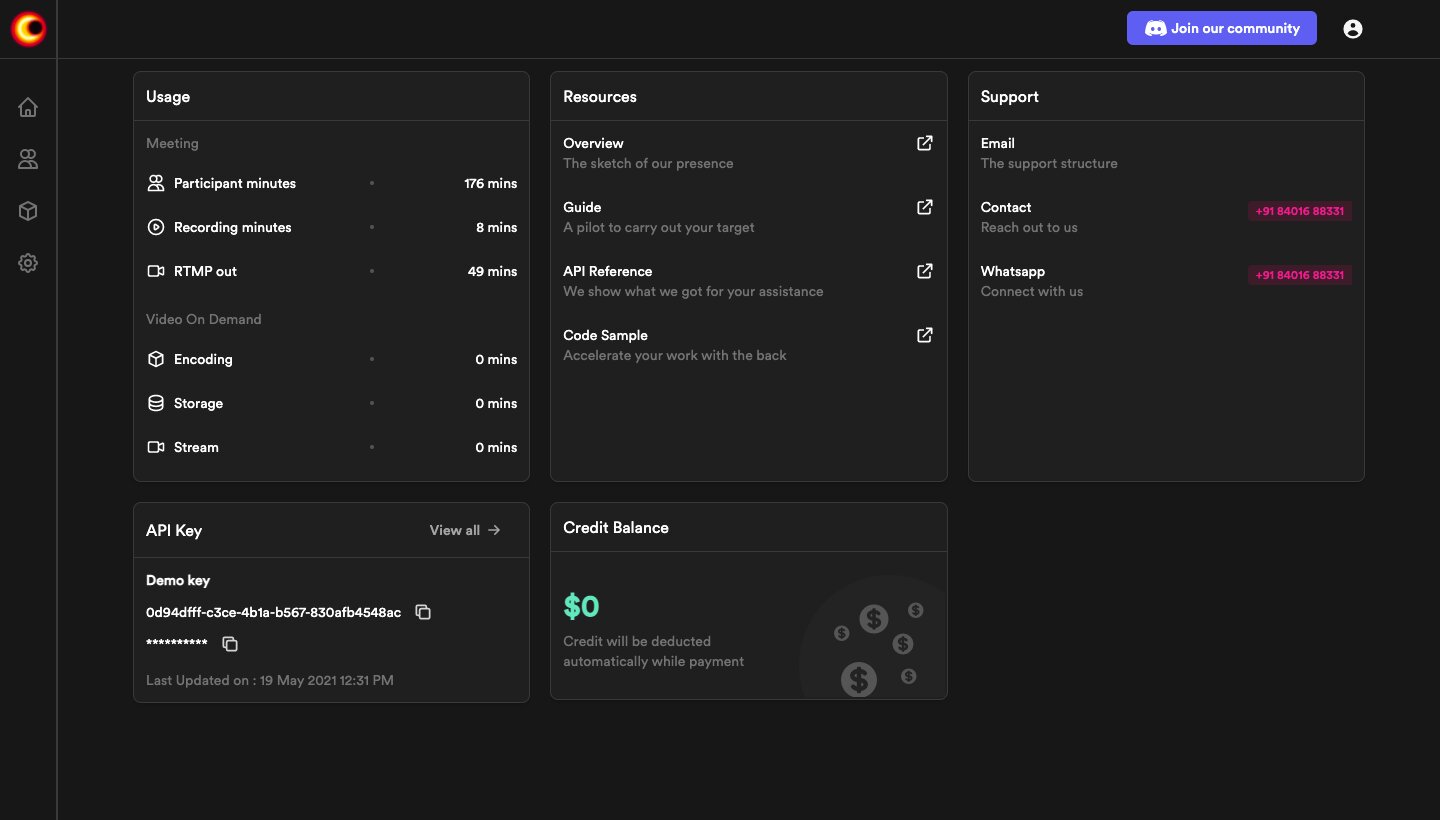 Join our community
Usage
Meeting
Participant minutes • 176 mins
Recording minutes • 8 mins
RTMP out • 49 mins
Video On Demand
Encoding • 0 mins
Storage • 0 mins
Stream • 0 mins
Resources
Overview
The sketch of our presence
Guide
A pilot to carry out your target
API Reference
We show what we got for your assistance
Code Sample
Accelerate your work with the back
Support
Email
The support structure
Contact +91 84016 88331
Reach out to us
Whatsapp +91 84016 88331
Connect with us
API Key View all →
Demo key
0d94dfff-c3ce-4b1a-b567-830afb4548ac
**********
Last Updated on : 19 May 2021 12:31 PM
Credit Balance
$0
Credit will be deducted
automatically while payment